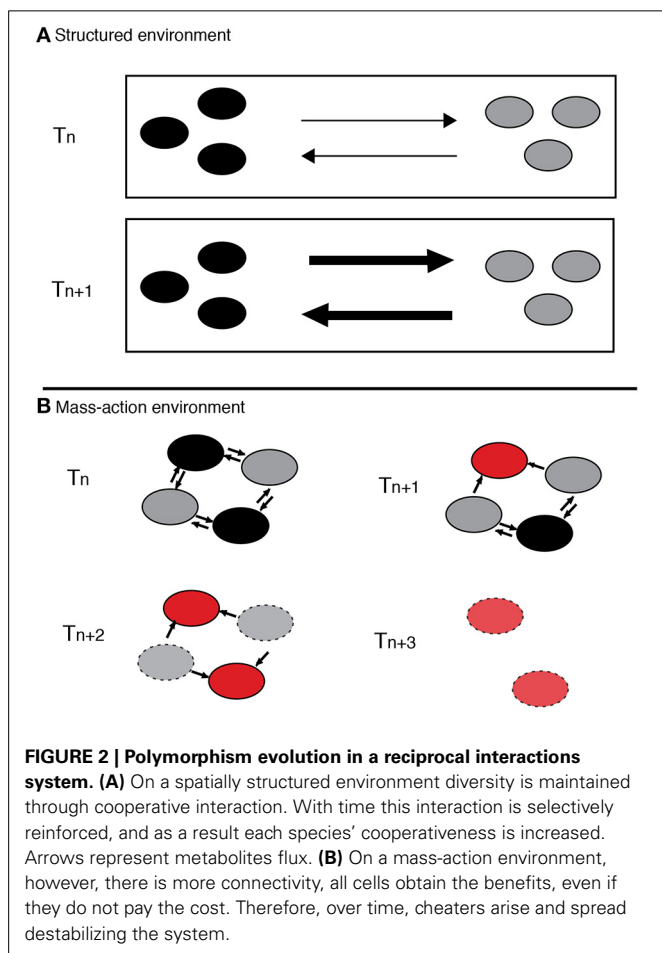 A Structured environment
Tn
Tn+1
B Mass-action environment
Tn
Tn+1
Tn+2
Tn+3
FIGURE 2 | Polymorphism evolution in a reciprocal interactions
system. (A) On a spatially structured environment diversity is maintained
through cooperative interaction. With time this interaction is selectively
reinforced, and as a result each species' cooperativeness is increased.
Arrows represent metabolites flux. (B) On a mass-action environment,
however, there is more connectivity, all cells obtain the benefits, even if
they do not pay the cost. Therefore, over time, cheaters arise and spread
destabilizing the system.